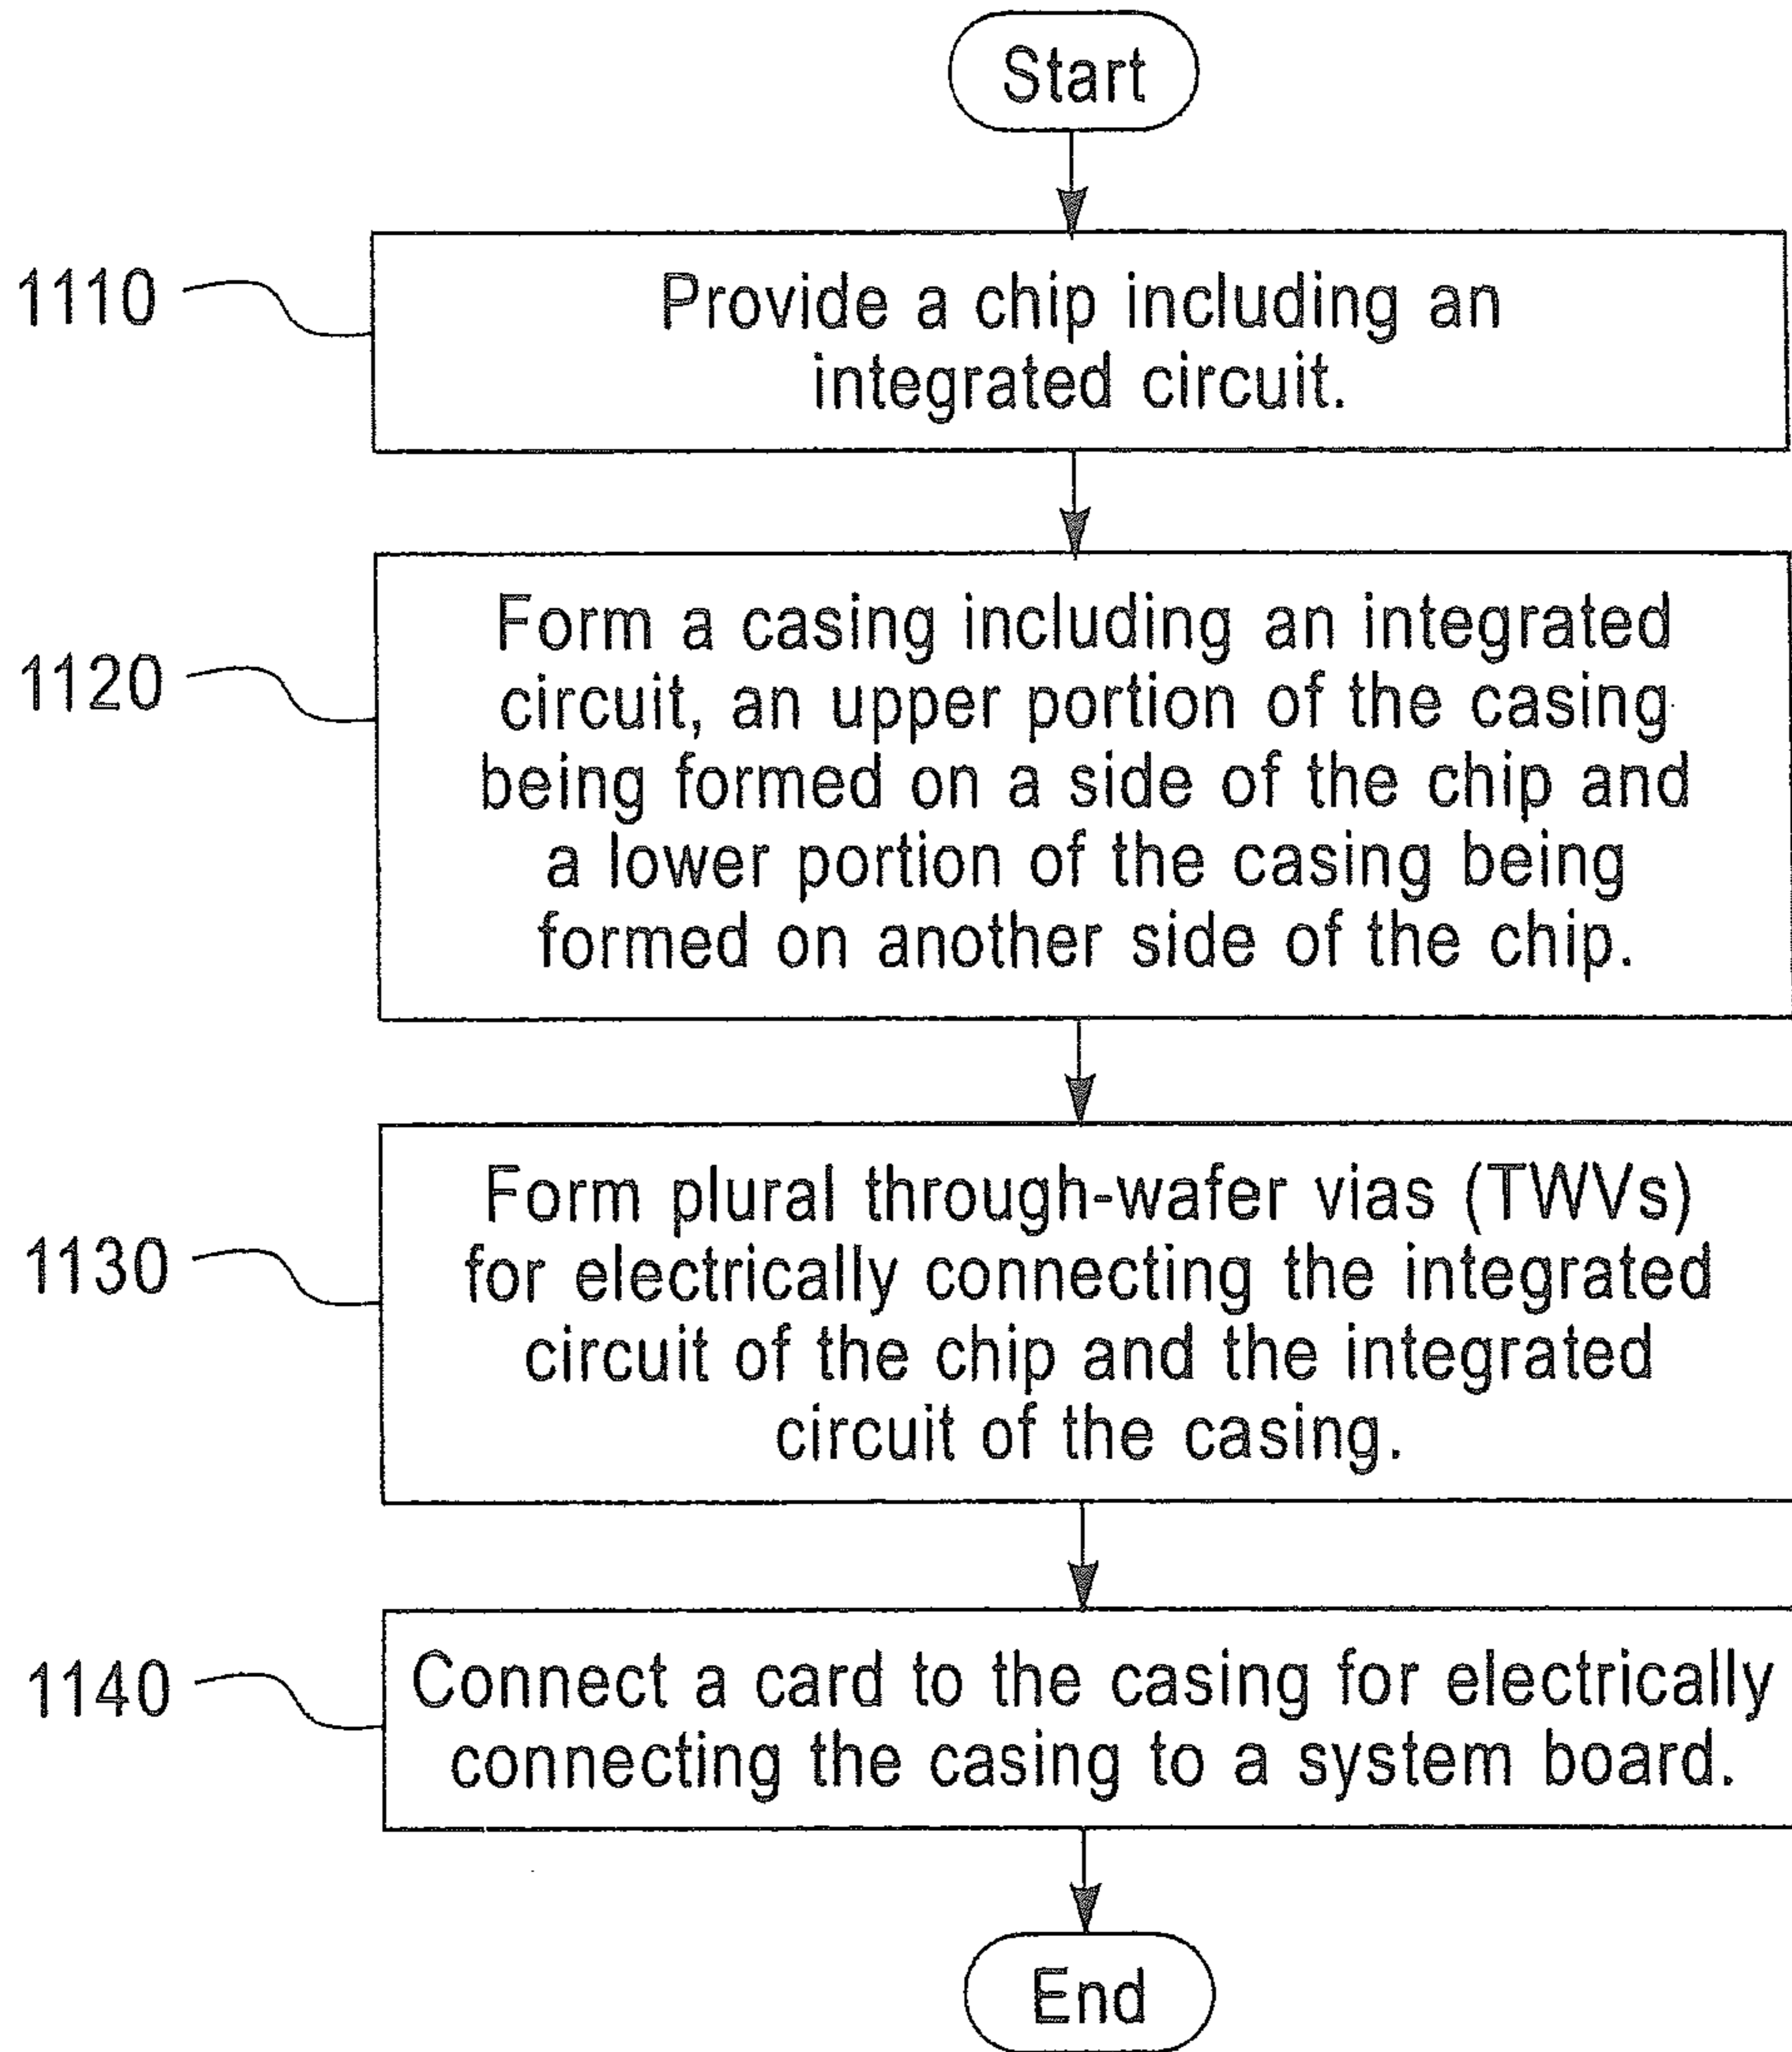 Start
1110
Provide a chip including an
integrated circuit.
1120
Form a casing including an integrated
circuit, an upper portion of the casing
being formed on a side of the chip and
a lower portion of the casing being
formed on another side of the chip.
1130
Form plural through-wafer vias (TWVs)
for electrically connecting the integrated
circuit of the chip and the integrated
circuit of the casing.
1140
Connect a card to the casing for electrically
connecting the casing to a system board.
End